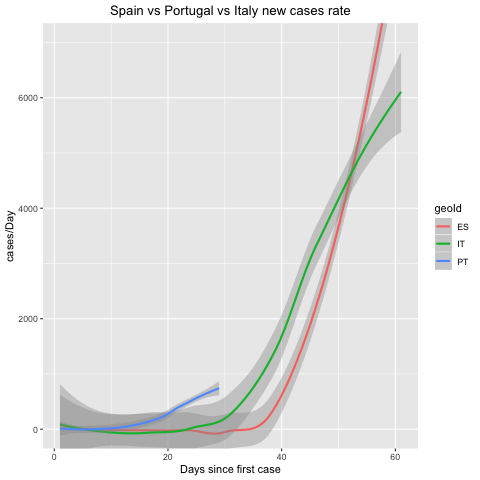 Spain vs Portugal vs Italy new cases rate
6000
4000
2000
0
cases/Day
0
20
40
60
Days since first case
geoId
ES
IT
PT